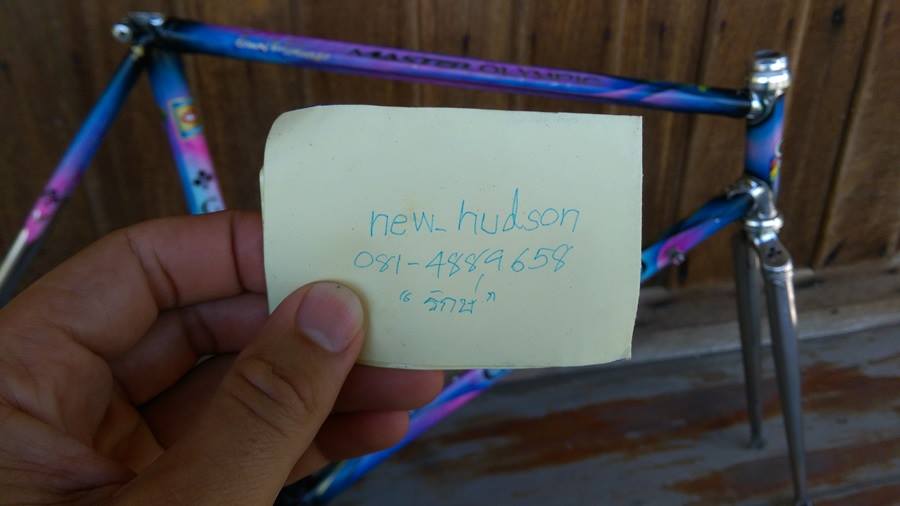 MASTER OLYMPIC
new_hudson
081-4889658
"รักษ์"